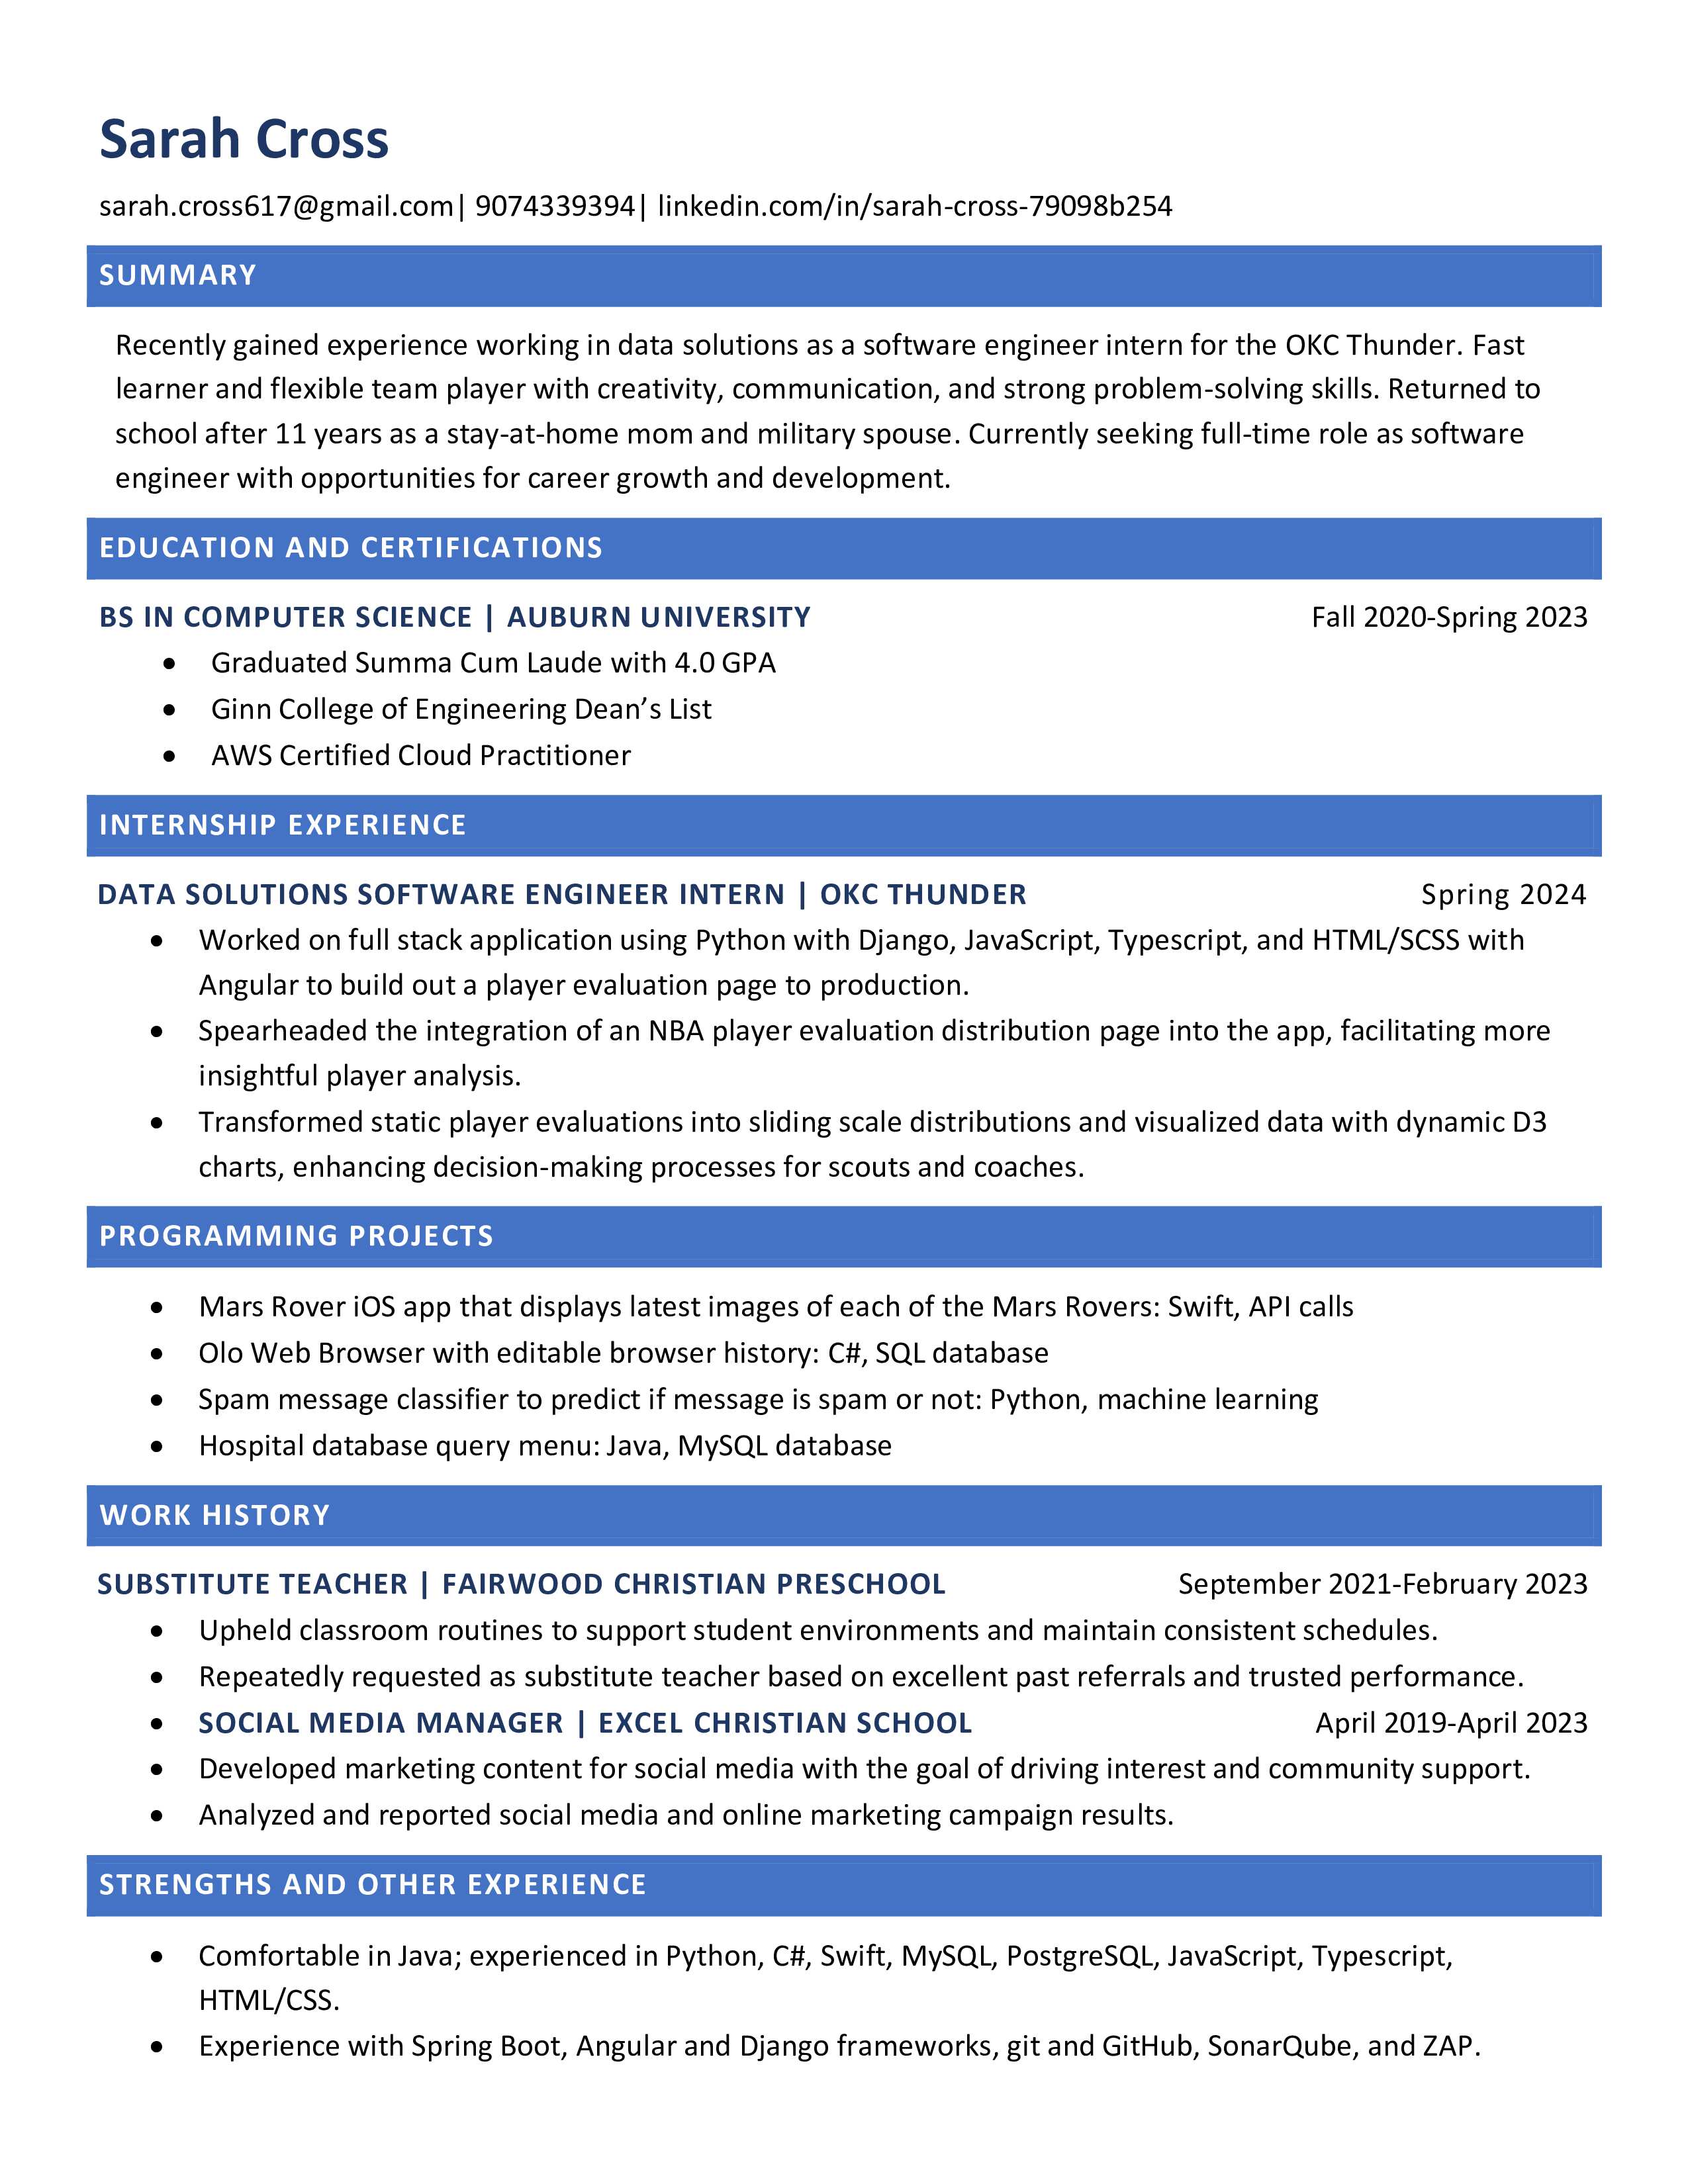 Sarah Cross
sarah.cross617@gmail.com| 9074339394| linkedin.com/in/sarah-cross-79098b254
SUMMARY
Recently gained experience working in data solutions as a software engineer intern for the OKC Thunder. Fast
learner and flexible team player with creativity, communication, and strong problem-solving skills. Returned to
school after 11 years as a stay-at-home mom and military spouse. Currently seeking full-time role as software
engineer with opportunities for career growth and development.
EDUCATION AND CERTIFICATIONS
BS IN COMPUTER SCIENCE | AUBURN UNIVERSITY Fall 2020-Spring 2023
• Graduated Summa Cum Laude with 4.0 GPA
• Ginn College of Engineering Dean’s List
• AWS Certified Cloud Practitioner
INTERNSHIP EXPERIENCE
DATA SOLUTIONS SOFTWARE ENGINEER INTERN | OKC THUNDER Spring 2024
• Worked on full stack application using Python with Django, JavaScript, Typescript, and HTML/SCSS with
Angular to build out a player evaluation page to production.
• Spearheaded the integration of an NBA player evaluation distribution page into the app, facilitating more
insightful player analysis.
• Transformed static player evaluations into sliding scale distributions and visualized data with dynamic D3
charts, enhancing decision-making processes for scouts and coaches.
PROGRAMMING PROJECTS
• Mars Rover iOS app that displays latest images of each of the Mars Rovers: Swift, API calls
• Olo Web Browser with editable browser history: C#, SQL database
• Spam message classifier to predict if message is spam or not: Python, machine learning
• Hospital database query menu: Java, MySQL database
WORK HISTORY
SUBSTITUTE TEACHER | FAIRWOOD CHRISTIAN PRESCHOOL September 2021-February 2023
• Upheld classroom routines to support student environments and maintain consistent schedules.
• Repeatedly requested as substitute teacher based on excellent past referrals and trusted performance.
• SOCIAL MEDIA MANAGER | EXCEL CHRISTIAN SCHOOL April 2019-April 2023
• Developed marketing content for social media with the goal of driving interest and community support.
• Analyzed and reported social media and online marketing campaign results.
STRENGTHS AND OTHER EXPERIENCE
• Comfortable in Java; experienced in Python, C#, Swift, MySQL, PostgreSQL, JavaScript, Typescript,
HTML/CSS.
• Experience with Spring Boot, Angular and Django frameworks, git and GitHub, SonarQube, and ZAP.